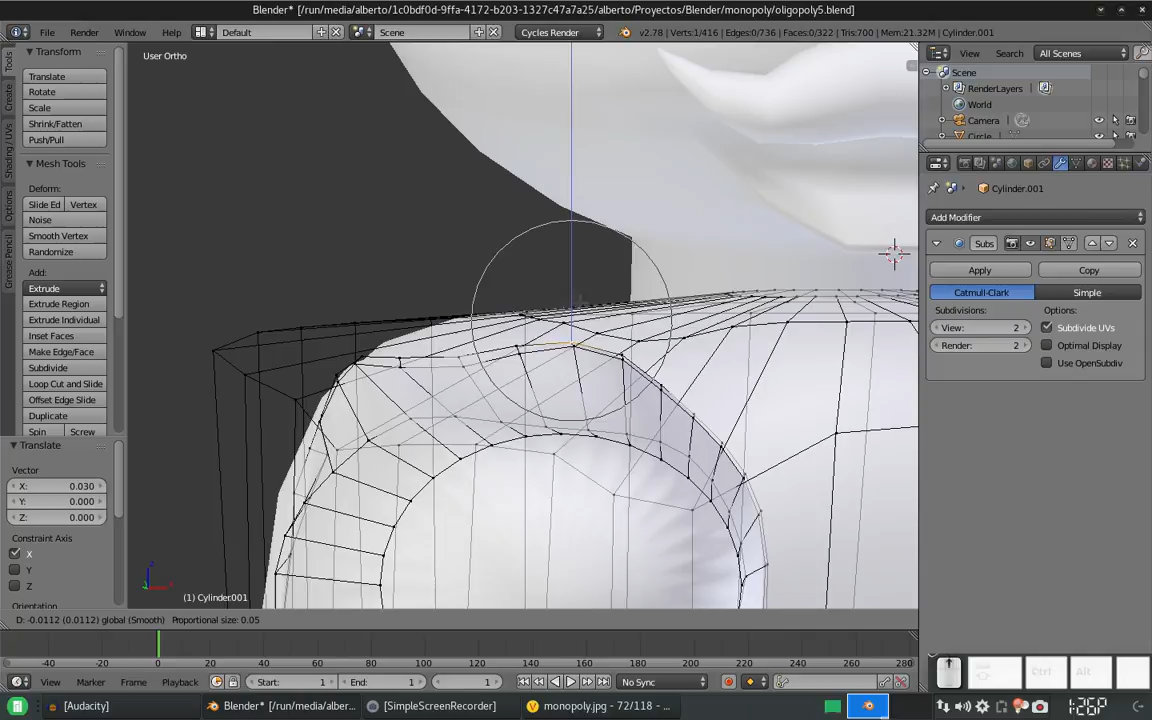 Blender* [/run/media/alberto/1c0bdf0d-9ffa-4172-b203-1327c47a7a25/alberto/Proyectos/Blender/monopoly/oligopoly5.blend]
File Render Window Help Default Scene Cycles Render v2.78 | Verts:1/416 | Edges:0/736 | Faces:0/322 | Tris:700 | Mem:21.32M | Cylinder.001
Tools
Create
Shading / UVs
Options
Grease Pencil
Transform
Translate
Rotate
Scale
Shrink/Fatten
Push/Pull
Mesh Tools
Deform:
Slide Ed Vertex
Noise
Smooth Vertex
Randomize
Add:
Extrude
Extrude Region
Extrude Individual
Inset Faces
Make Edge/Face
Subdivide
Loop Cut and Slide
Offset Edge Slide
Duplicate
Spin Screw
Translate
Vector
X: 0.030
Y: 0.000
Z: 0.000
Constraint Axis
X
Y
Z
Orientation
User Ortho
(1) Cylinder.001
D: -0.0112 (0.0112) global (Smooth) Proportional size: 0.05
View Search All Scenes
Scene
RenderLayers
World
Camera
Circle
Cylinder.001
Add Modifier
Subs
Apply Copy
Catmull-Clark Simple
Subdivisions: Options:
View: 2 Subdivide UVs
Render: 2 Optimal Display
Use OpenSubdiv
-40 -20 0 20 40 60 80 100 120 140 160 180 200 220 240 260 280
View Marker Frame Playback Start: 1 End: 1 1 No Sync
Ctrl Alt
[Audacity] Blender* [/run/media/alber... [SimpleScreenRecorder] monopoly.jpg - 72/118 - ...